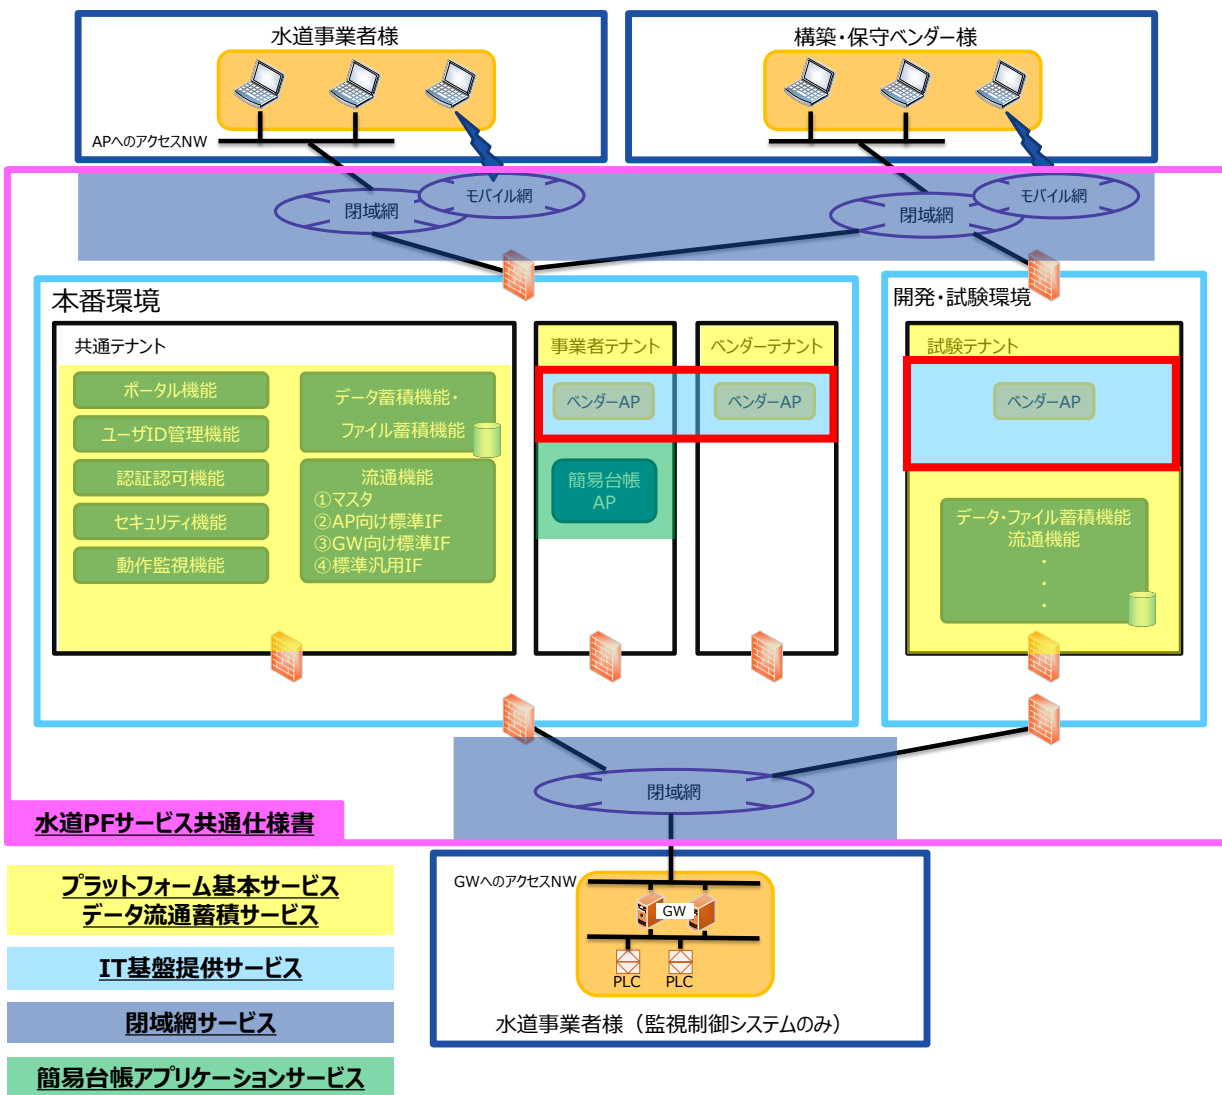 水道事業者様
構築・保守ベンダー様
APへのアクセスNW
閉域網
モバイル網
閉域網
モバイル網
本番環境
開発・試験環境
共通テナント
事業者テナント
ベンダーテナント
試験テナント
ポータル機能
ユーザID管理機能
認証認可機能
セキュリティ機能
動作監視機能
データ蓄積機能・
ファイル蓄積機能
流通機能
①マスタ
②AP向け標準IF
③GW向け標準IF
④標準汎用IF
ベンダーAP
ベンダーAP
ベンダーAP
簡易台帳
AP
データ・ファイル蓄積機能
流通機能
・
・
・
閉域網
水道PFサービス共通仕様書
プラットフォーム基本サービス
データ流通蓄積サービス
IT基盤提供サービス
閉域網サービス
簡易台帳アプリケーションサービス
GWへのアクセスNW
GW
PLC
PLC
水道事業者様（監視制御システムのみ）